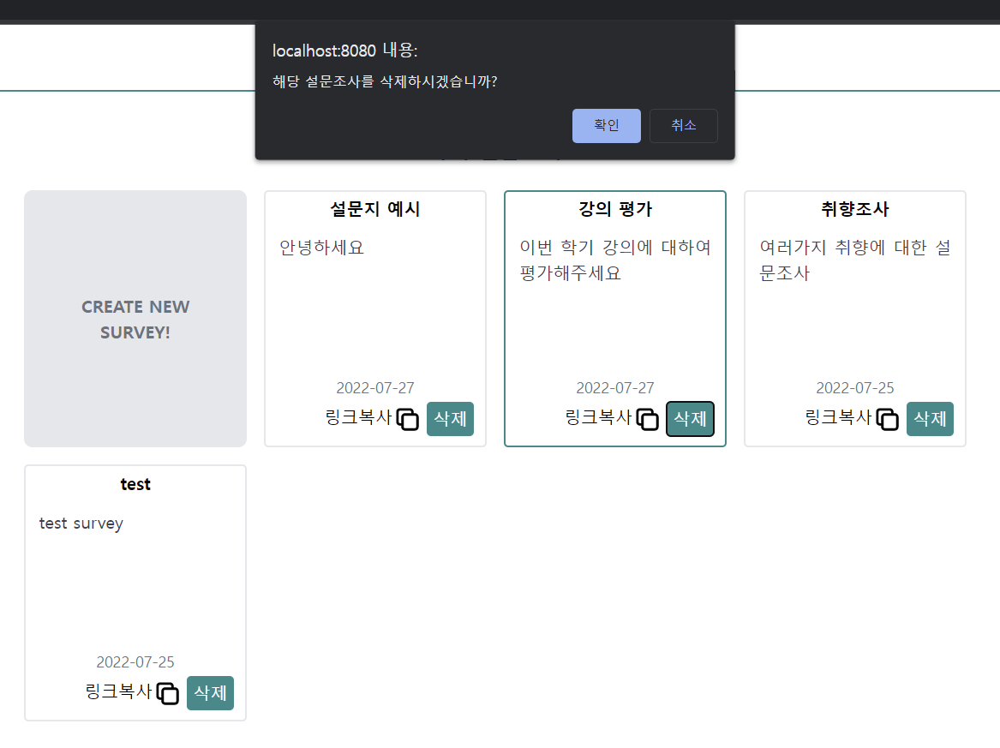 localhost:8080 내용:
해당 설문조사를 삭제하시겠습니까?
확인
취소
CREATE NEW
SURVEY!
설문지 예시
안녕하세요
2022-07-27
링크복사
삭제
강의 평가
이번 학기 강의에 대하여
평가해주세요
2022-07-27
링크복사
삭제
취향조사
여러가지 취향에 대한 설
문조사
2022-07-25
링크복사
삭제
test
test survey
2022-07-25
링크복사
삭제